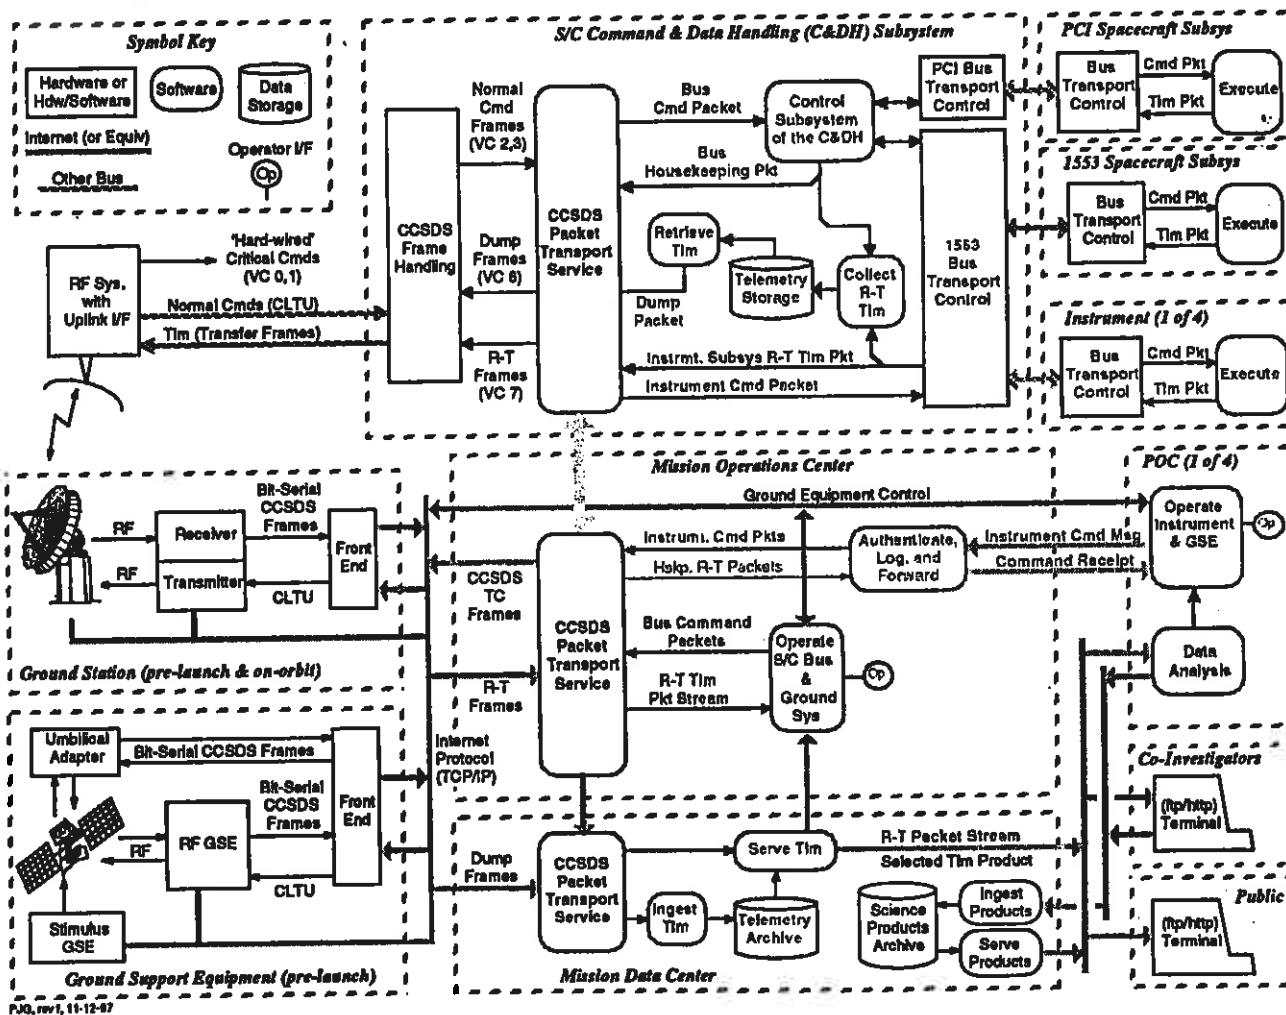 Symbol Key
Hardware or
Hdw/Software
Software
Data
Storage
Internet (or Equiv)
Operator I/F
Other Bus
Op
RF Sys.
with
Uplink I/F
'Hard-wired'
Critical Cmds
(VC 0,1)
Normal Cmds (CLTU)
Tlm (Transfer Frames)
S/C Command & Data Handling (C&DH) Subsystem
CCSDS
Frame
Handling
Normal
Cmd
Frames
(VC 2,3)
Dump
Frames
(VC 6)
R-T
Frames
(VC 7)
CCSDS
Packet
Transport
Service
Bus
Cmd Packet
Bus
Housekeeping Pkt
Control
Subsystem
of the C&DH
PCI Bus
Transport
Control
Retrieve
Tlm
Telemetry
Storage
Collect
R-T
Tlm
Dump
Packet
1553
Bus
Transport
Control
Instrmt. Subsys R-T Tlm Pkt
Instrument Cmd Packet
PCI Spacecraft Subsys
Bus
Transport
Control
Cmd Pkt
Tlm Pkt
Execute
1553 Spacecraft Subsys
Bus
Transport
Control
Cmd Pkt
Tlm Pkt
Execute
Instrument (1 of 4)
Bus
Transport
Control
Cmd Pkt
Tlm Pkt
Execute
RF
RF
Receiver
Transmitter
Bit-Serial
CCSDS
Frames
CLTU
Front
End
Ground Station (pre-launch & on-orbit)
Umbilical
Adapter
Bit-Serial CCSDS Frames
Bit-Serial
CCSDS
Frames
RF
RF GSE
CLTU
Front
End
Stimulus
GSE
Ground Support Equipment (pre-launch)
Mission Operations Center
Ground Equipment Control
CCSDS
TC
Frames
R-T
Frames
Internet
Protocol
(TCP/IP)
CCSDS
Packet
Transport
Service
Instrumt. Cmd Pkts
Hskp. R-T Packets
Authenticate,
Log, and
Forward
Instrument Cmd Msg
Command Receipt
Bus Command
Packets
R-T Tlm
Pkt Stream
Operate
S/C Bus
&
Ground
Sys
Op
POC (1 of 4)
Operate
Instrument
& GSE
Op
Data
Analysis
Dump
Frames
CCSDS
Packet
Transport
Service
Ingest
Tlm
Telemetry
Archive
Serve Tlm
R-T Packet Stream
Selected Tlm Product
Science
Products
Archive
Ingest
Products
Serve
Products
Mission Data Center
Co-Investigators
(ftp/http)
Terminal
Public
(ftp/http)
Terminal
PJG, rev1, 11-12-97